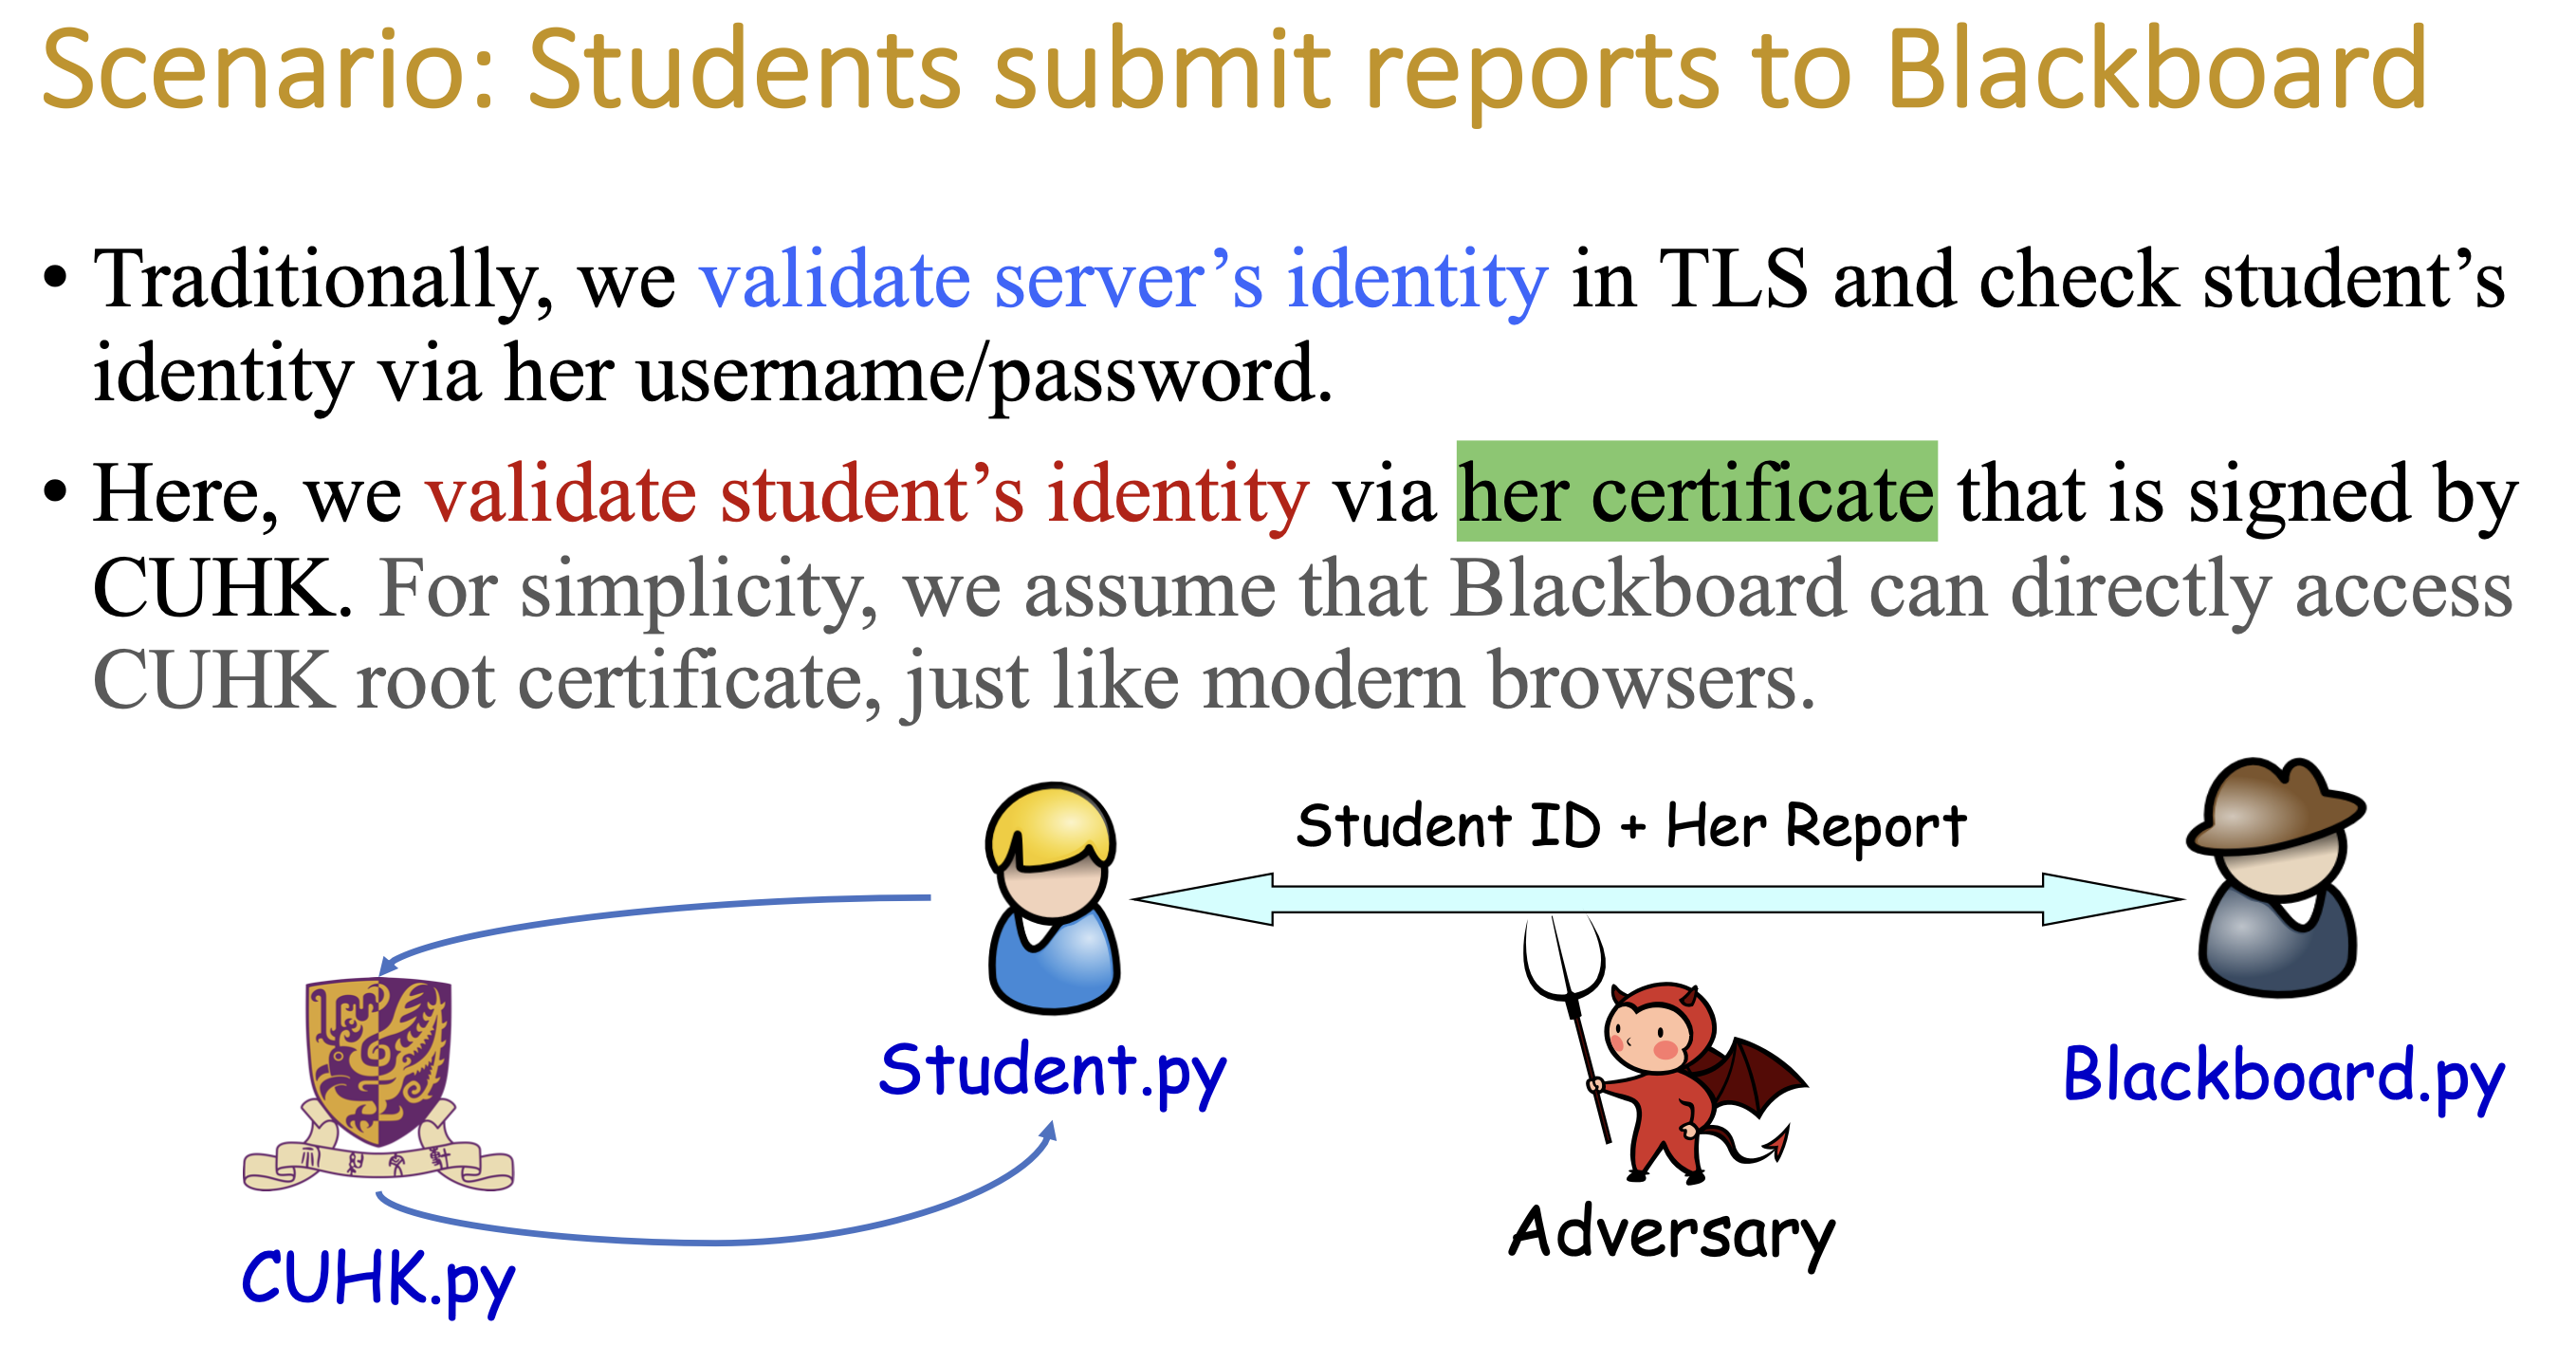 Scenario: Students submit reports to Blackboard
• Traditionally, we validate server’s identity in TLS and check student’s
identity via her username/password.
• Here, we validate student’s identity via her certificate that is signed by
CUHK. For simplicity, we assume that Blackboard can directly access
CUHK root certificate, just like modern browsers.
Student ID + Her Report
Student.py
Blackboard.py
Adversary
CUHK.py